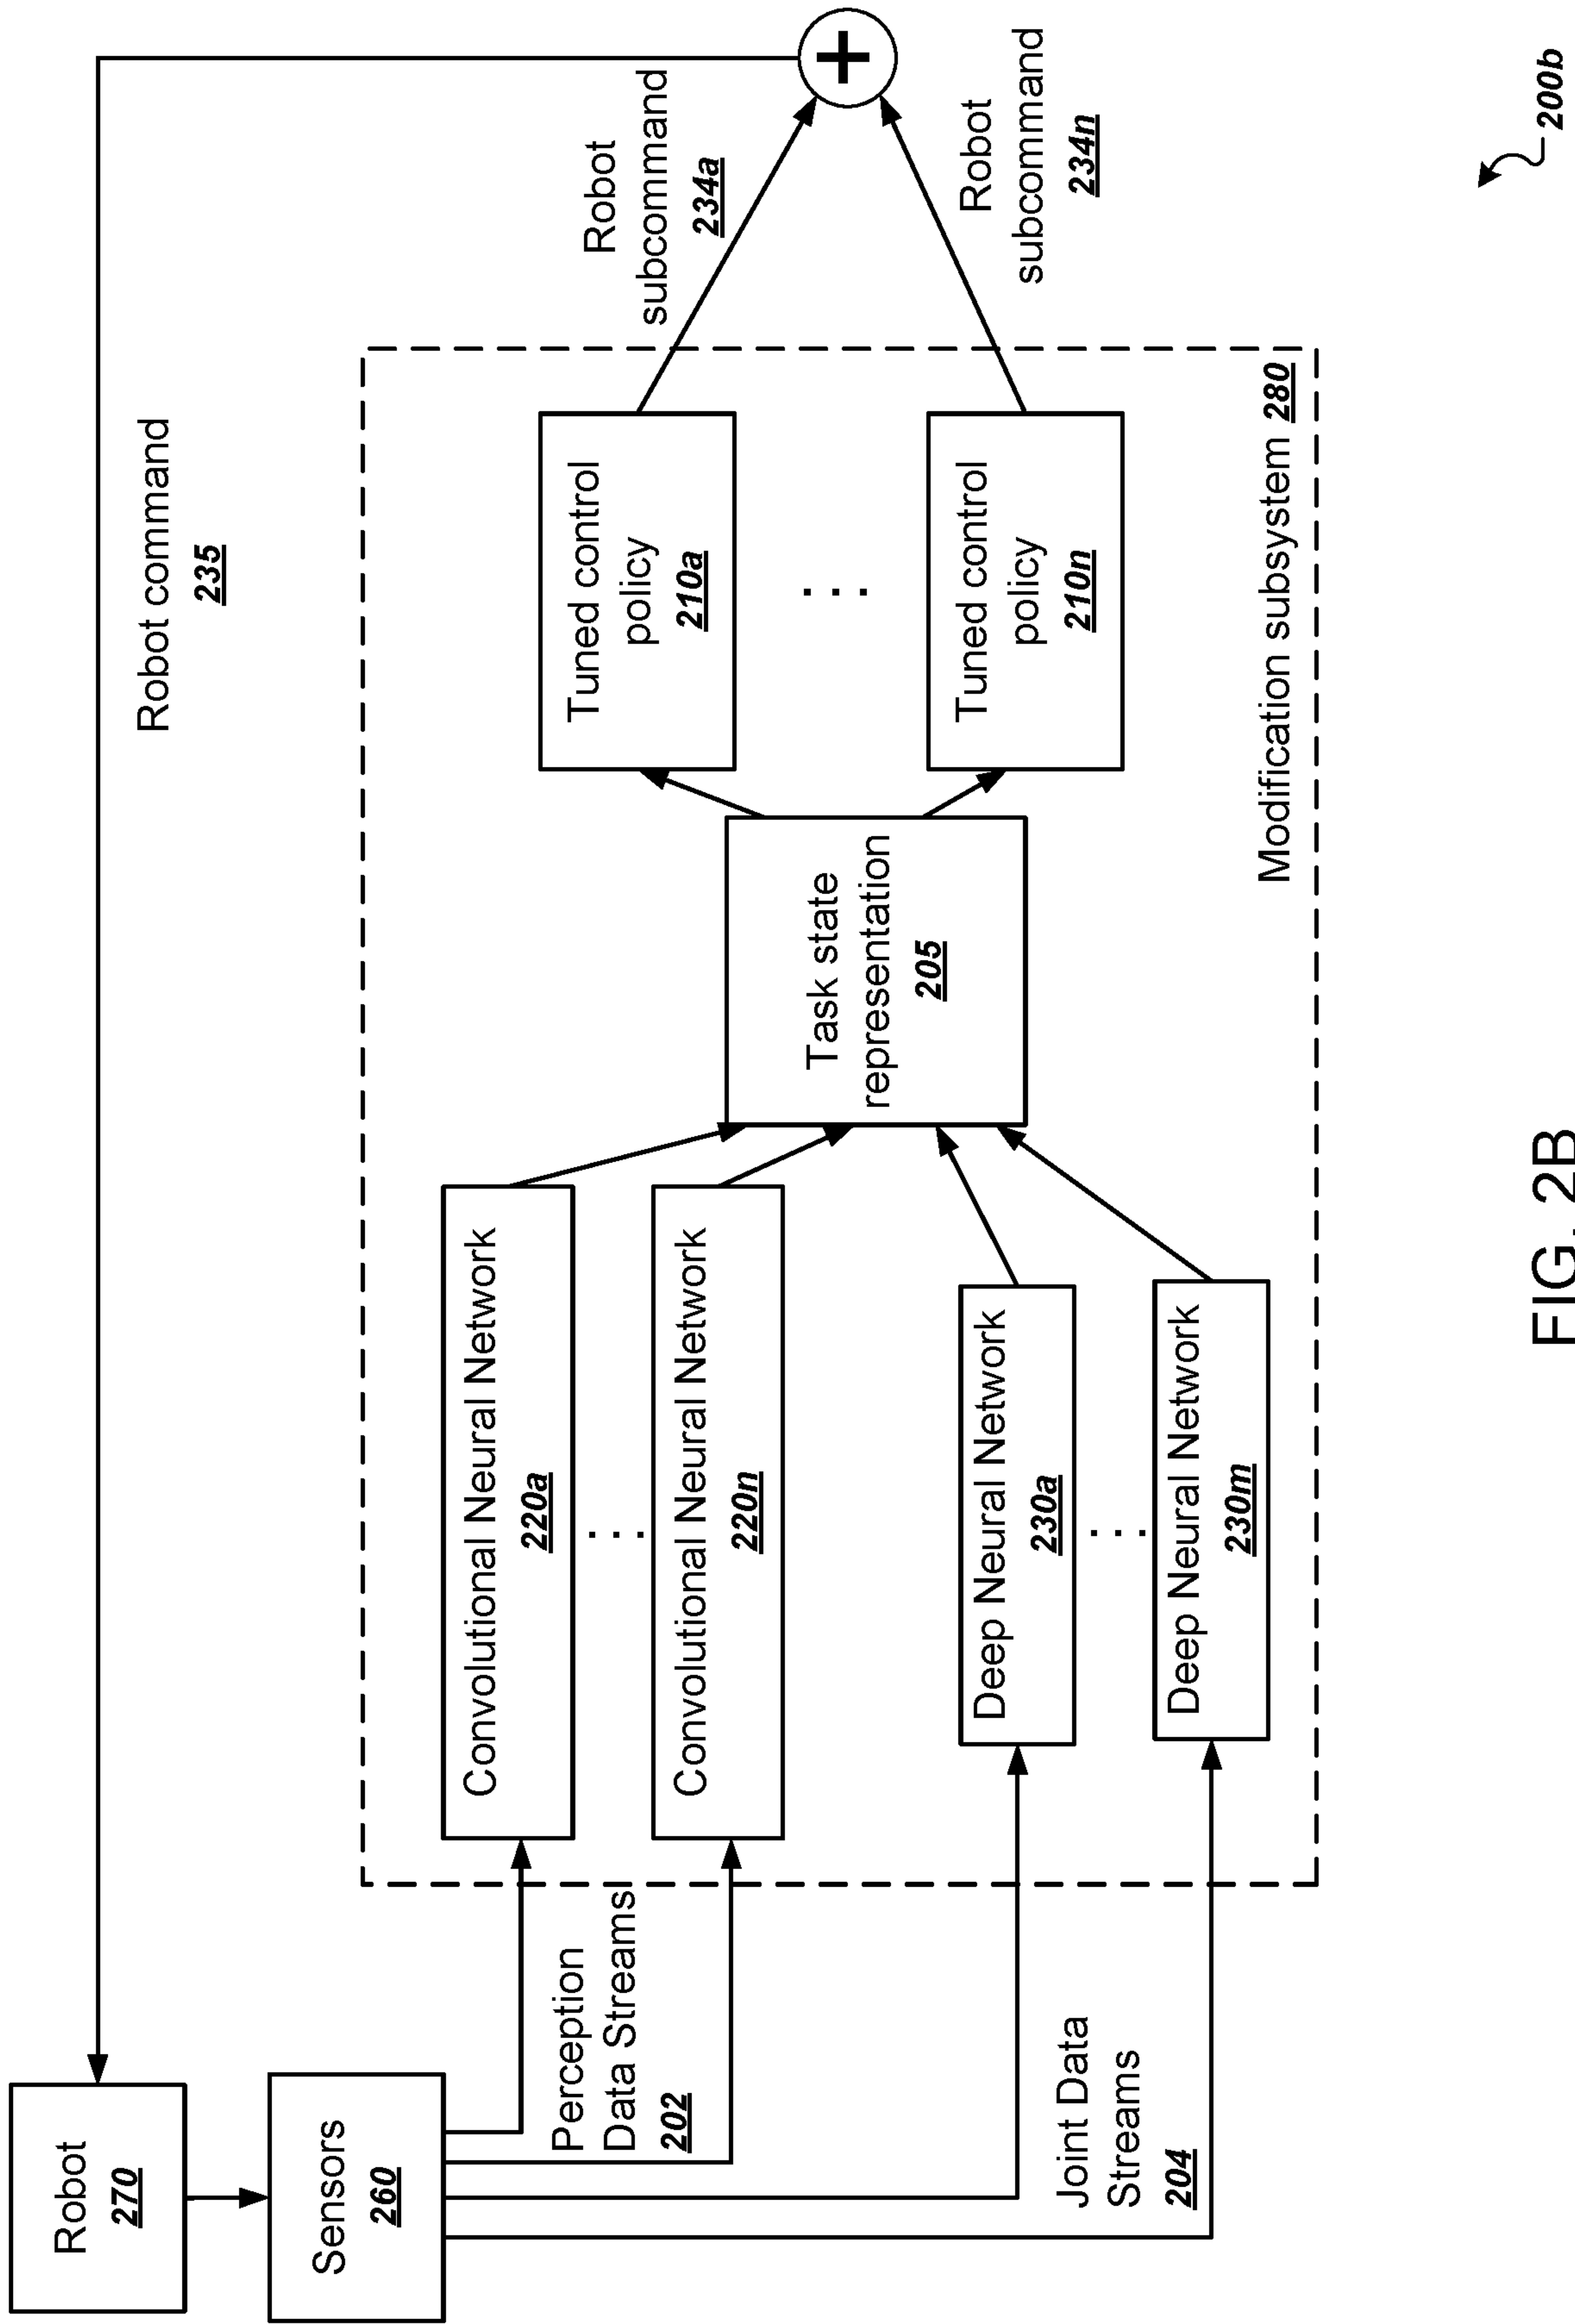 Robot
270
Robot command
235
Sensors
260
Perception
Data Streams
202
Joint Data
Streams
204
Convolutional Neural Network
220a
...
Convolutional Neural Network
220n
Deep Neural Network
230a
...
Deep Neural Network
230m
Task state
representation
205
Tuned control
policy
210a
...
Tuned control
policy
210n
Modification subsystem 280
Robot
subcommand
234a
Robot
subcommand
234n
+
200b
FIG. 2B